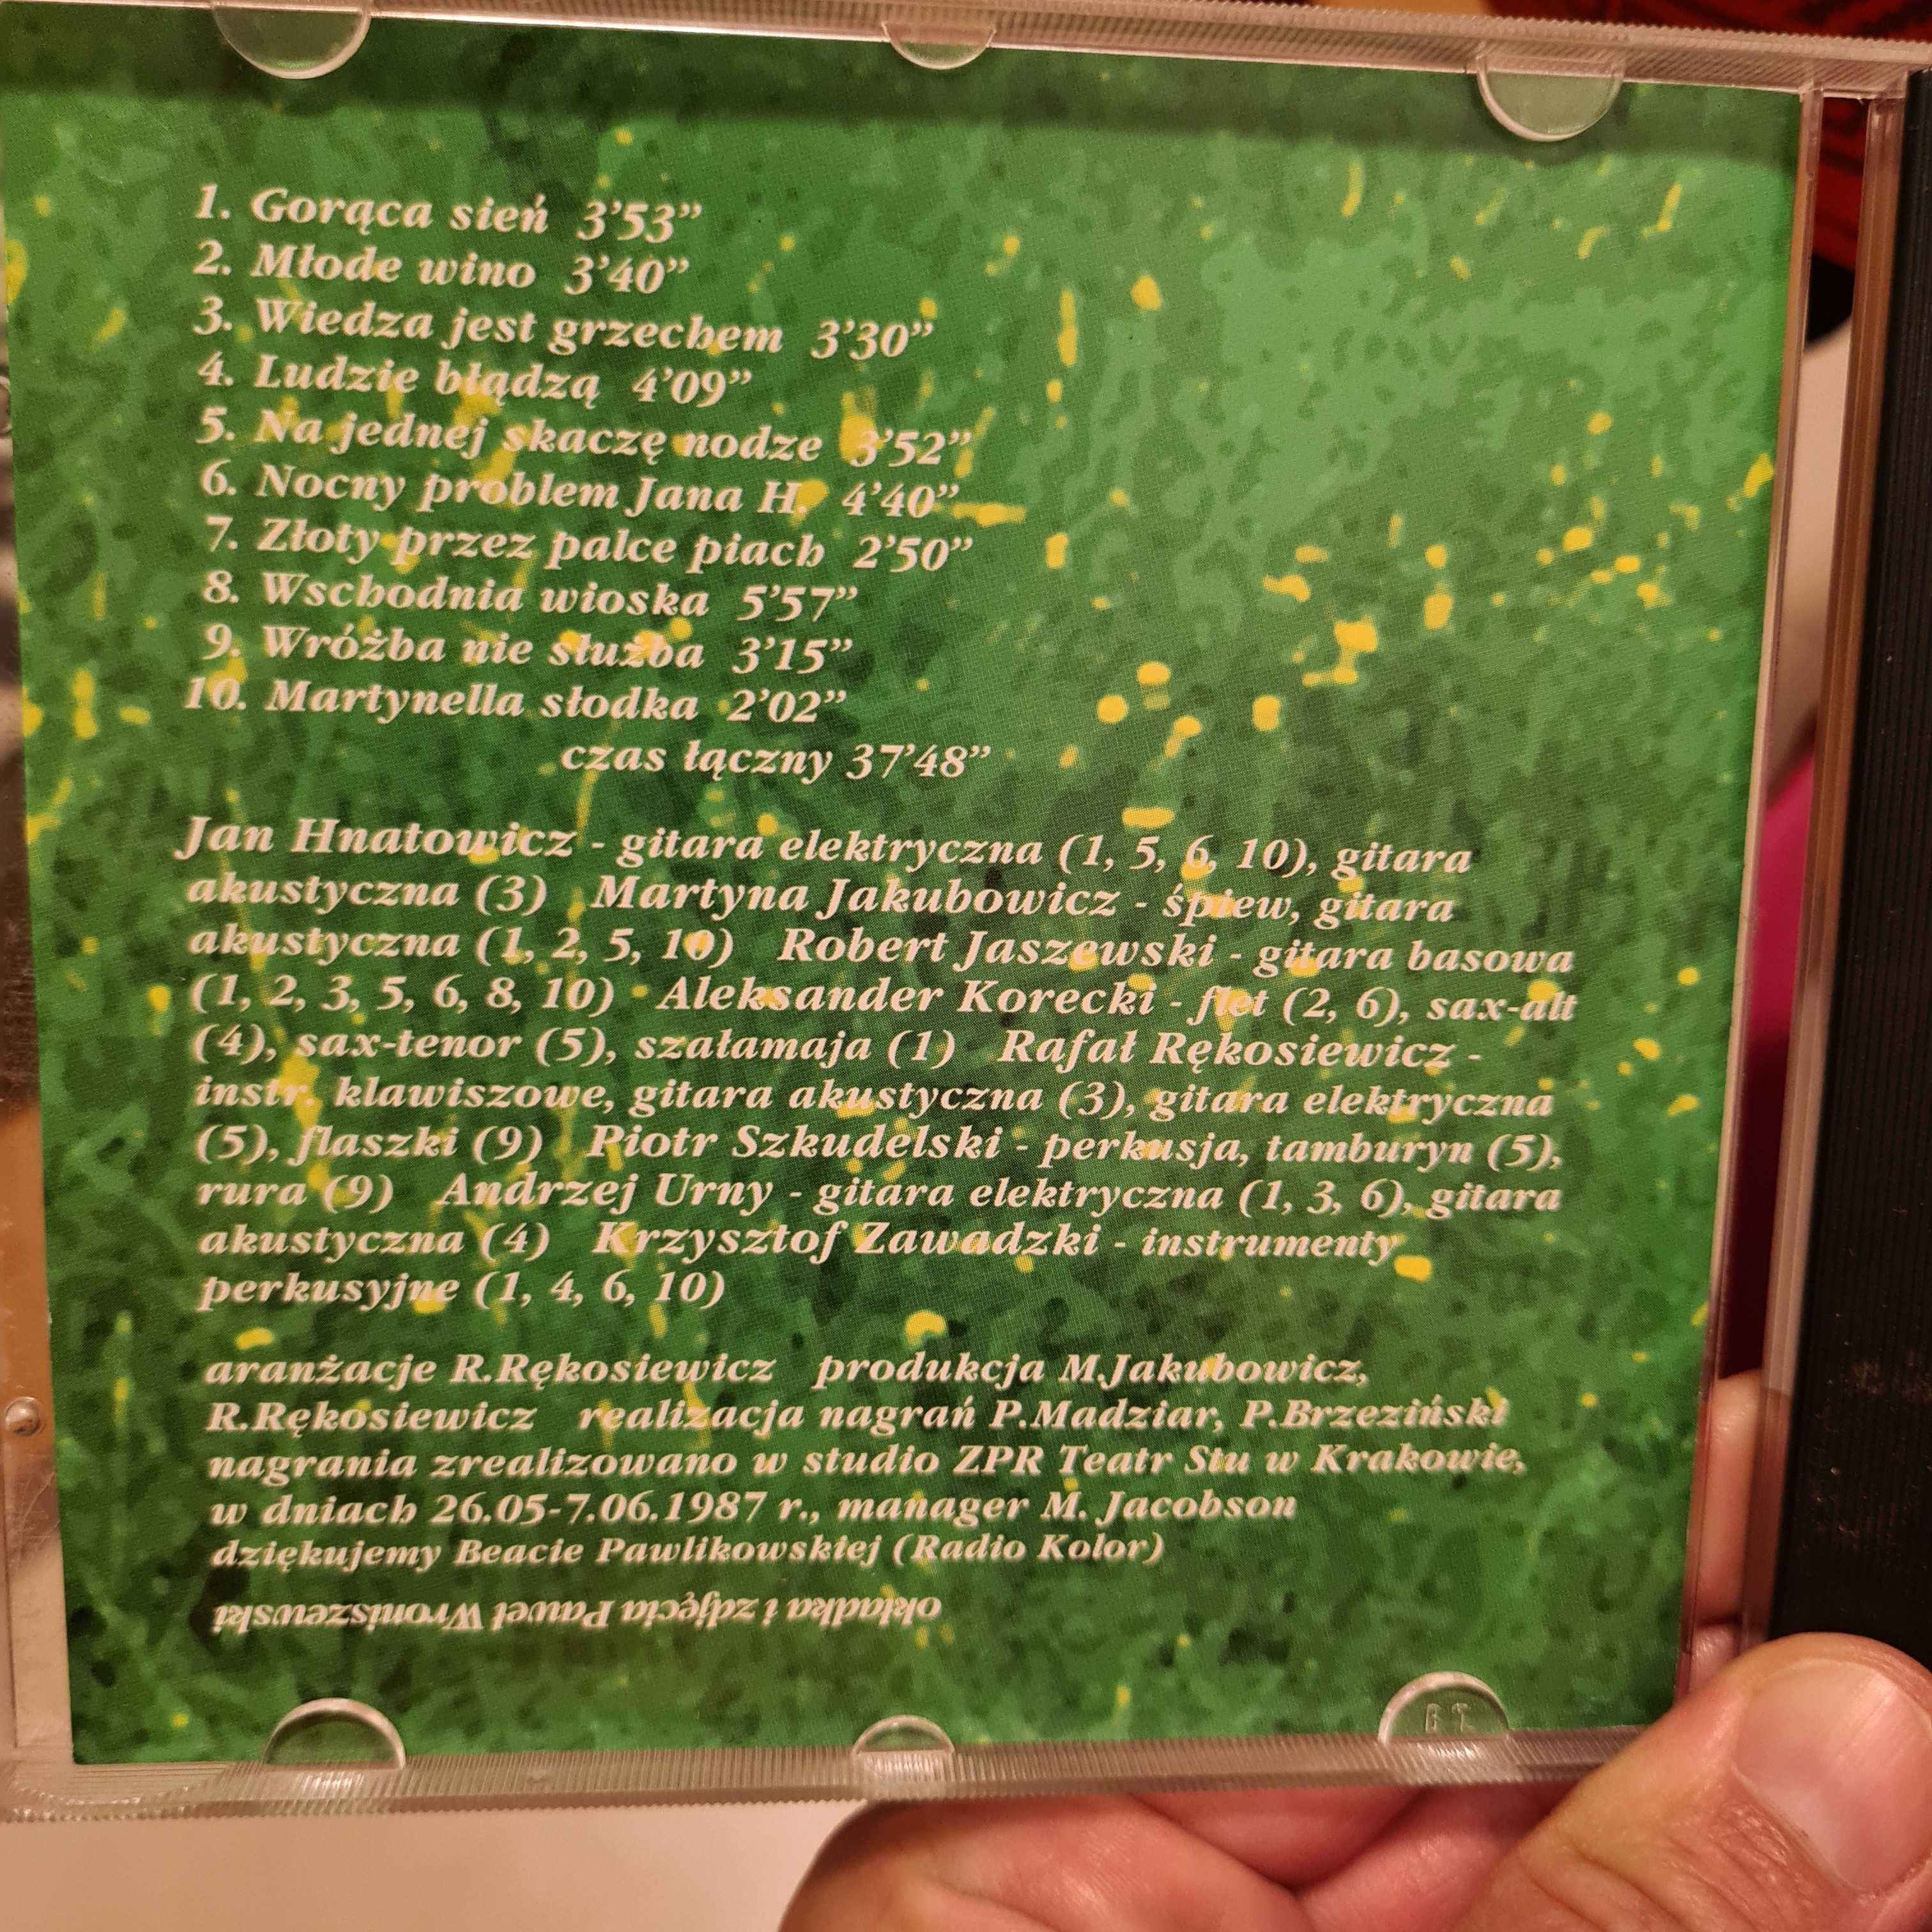 1. Gorąca sień 3’53”
2. Młode wino 3’40”
3. Wiedza jest grzechem 3’30”
4. Ludzie błądzą 4’09”
5. Na jednej skaczę nodze 3’52”
6. Nocny problem Jana H. 4’40”
7. Złoty przez palce piach 2’50”
8. Wschodnia wioska 5’57”
9. Wróżba nie służba 3’15”
10. Martynella słodka 2’02”
czas łączny 37’48”
Jan Hnatowicz - gitara elektryczna (1, 5, 6, 10), gitara
akustyczna (3) Martyna Jakubowicz - śpiew, gitara
akustyczna (1, 2, 5, 10) Robert Jaszewski - gitara basowa
(1, 2, 3, 5, 6, 8, 10) Aleksander Korecki - flet (2, 6), sax-alt
(4), sax-tenor (5), szałamaja (1) Rafał Rękosiewicz -
instr. klawiszowe, gitara akustyczna (3), gitara elektryczna
(5), flaszki (9) Piotr Szkudelski - perkusja, tamburyn (5),
rura (9) Andrzej Urny - gitara elektryczna (1, 3, 6), gitara
akustyczna (4) Krzysztof Zawadzki - instrumenty
perkusyjne (1, 4, 6, 10)
aranżacje R.Rękosiewicz produkcja M.Jakubowicz,
R.Rękosiewicz realizacja nagrań P.Madziar, P.Brzeziński
nagrania zrealizowano w studio ZPR Teatr Stu w Krakowie,
w dniach 26.05-7.06.1987 r., manager M. Jacobson
dziękujemy Beacie Pawlikowskiej (Radio Kolor)
okładka i zdjęcia Paweł Wroniszewski